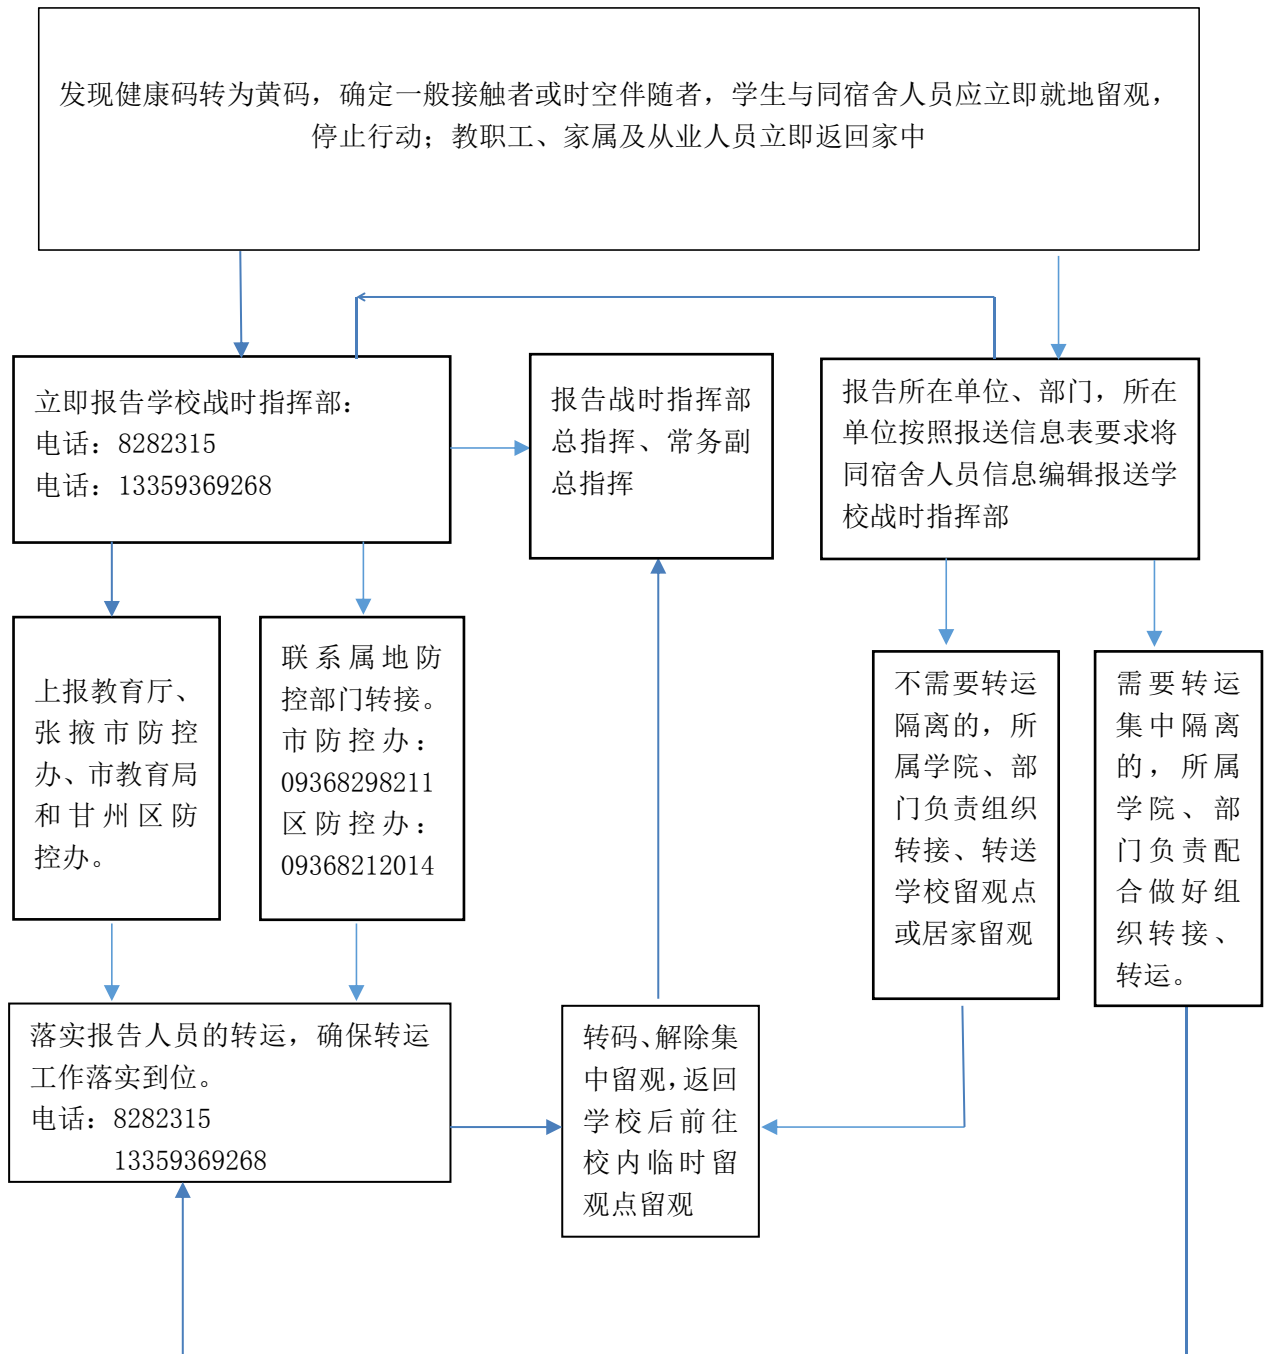 发现健康码转为黄码，确定一般接触者或时空伴随者，学生与同宿舍人员应立即就地留观，
停止行动；教职工、家属及从业人员立即返回家中
立即报告学校战时指挥部：
电话：8282315
电话：13359369268
报告战时指挥部
总指挥、常务副
总指挥
报告所在单位、部门，所在
单位按照报送信息表要求将
同宿舍人员信息编辑报送学
校战时指挥部
上报教育厅、
张掖市防控
办、市教育局
和甘州区防
控办。
联系属地防
控部门转接。
市防控办：
09368298211
区防控办：
09368212014
不需要转运
隔离的，所
属学院、部
门负责组织
转接、转送
学校留观点
或居家留观
需要转运
集中隔离
的，所属
学院、部
门负责配
合做好组
织转接、
转运。
落实报告人员的转运，确保转运
工作落实到位。
电话：8282315
13359369268
转码、解除集
中留观，返回
学校后前往
校内临时留
观点留观